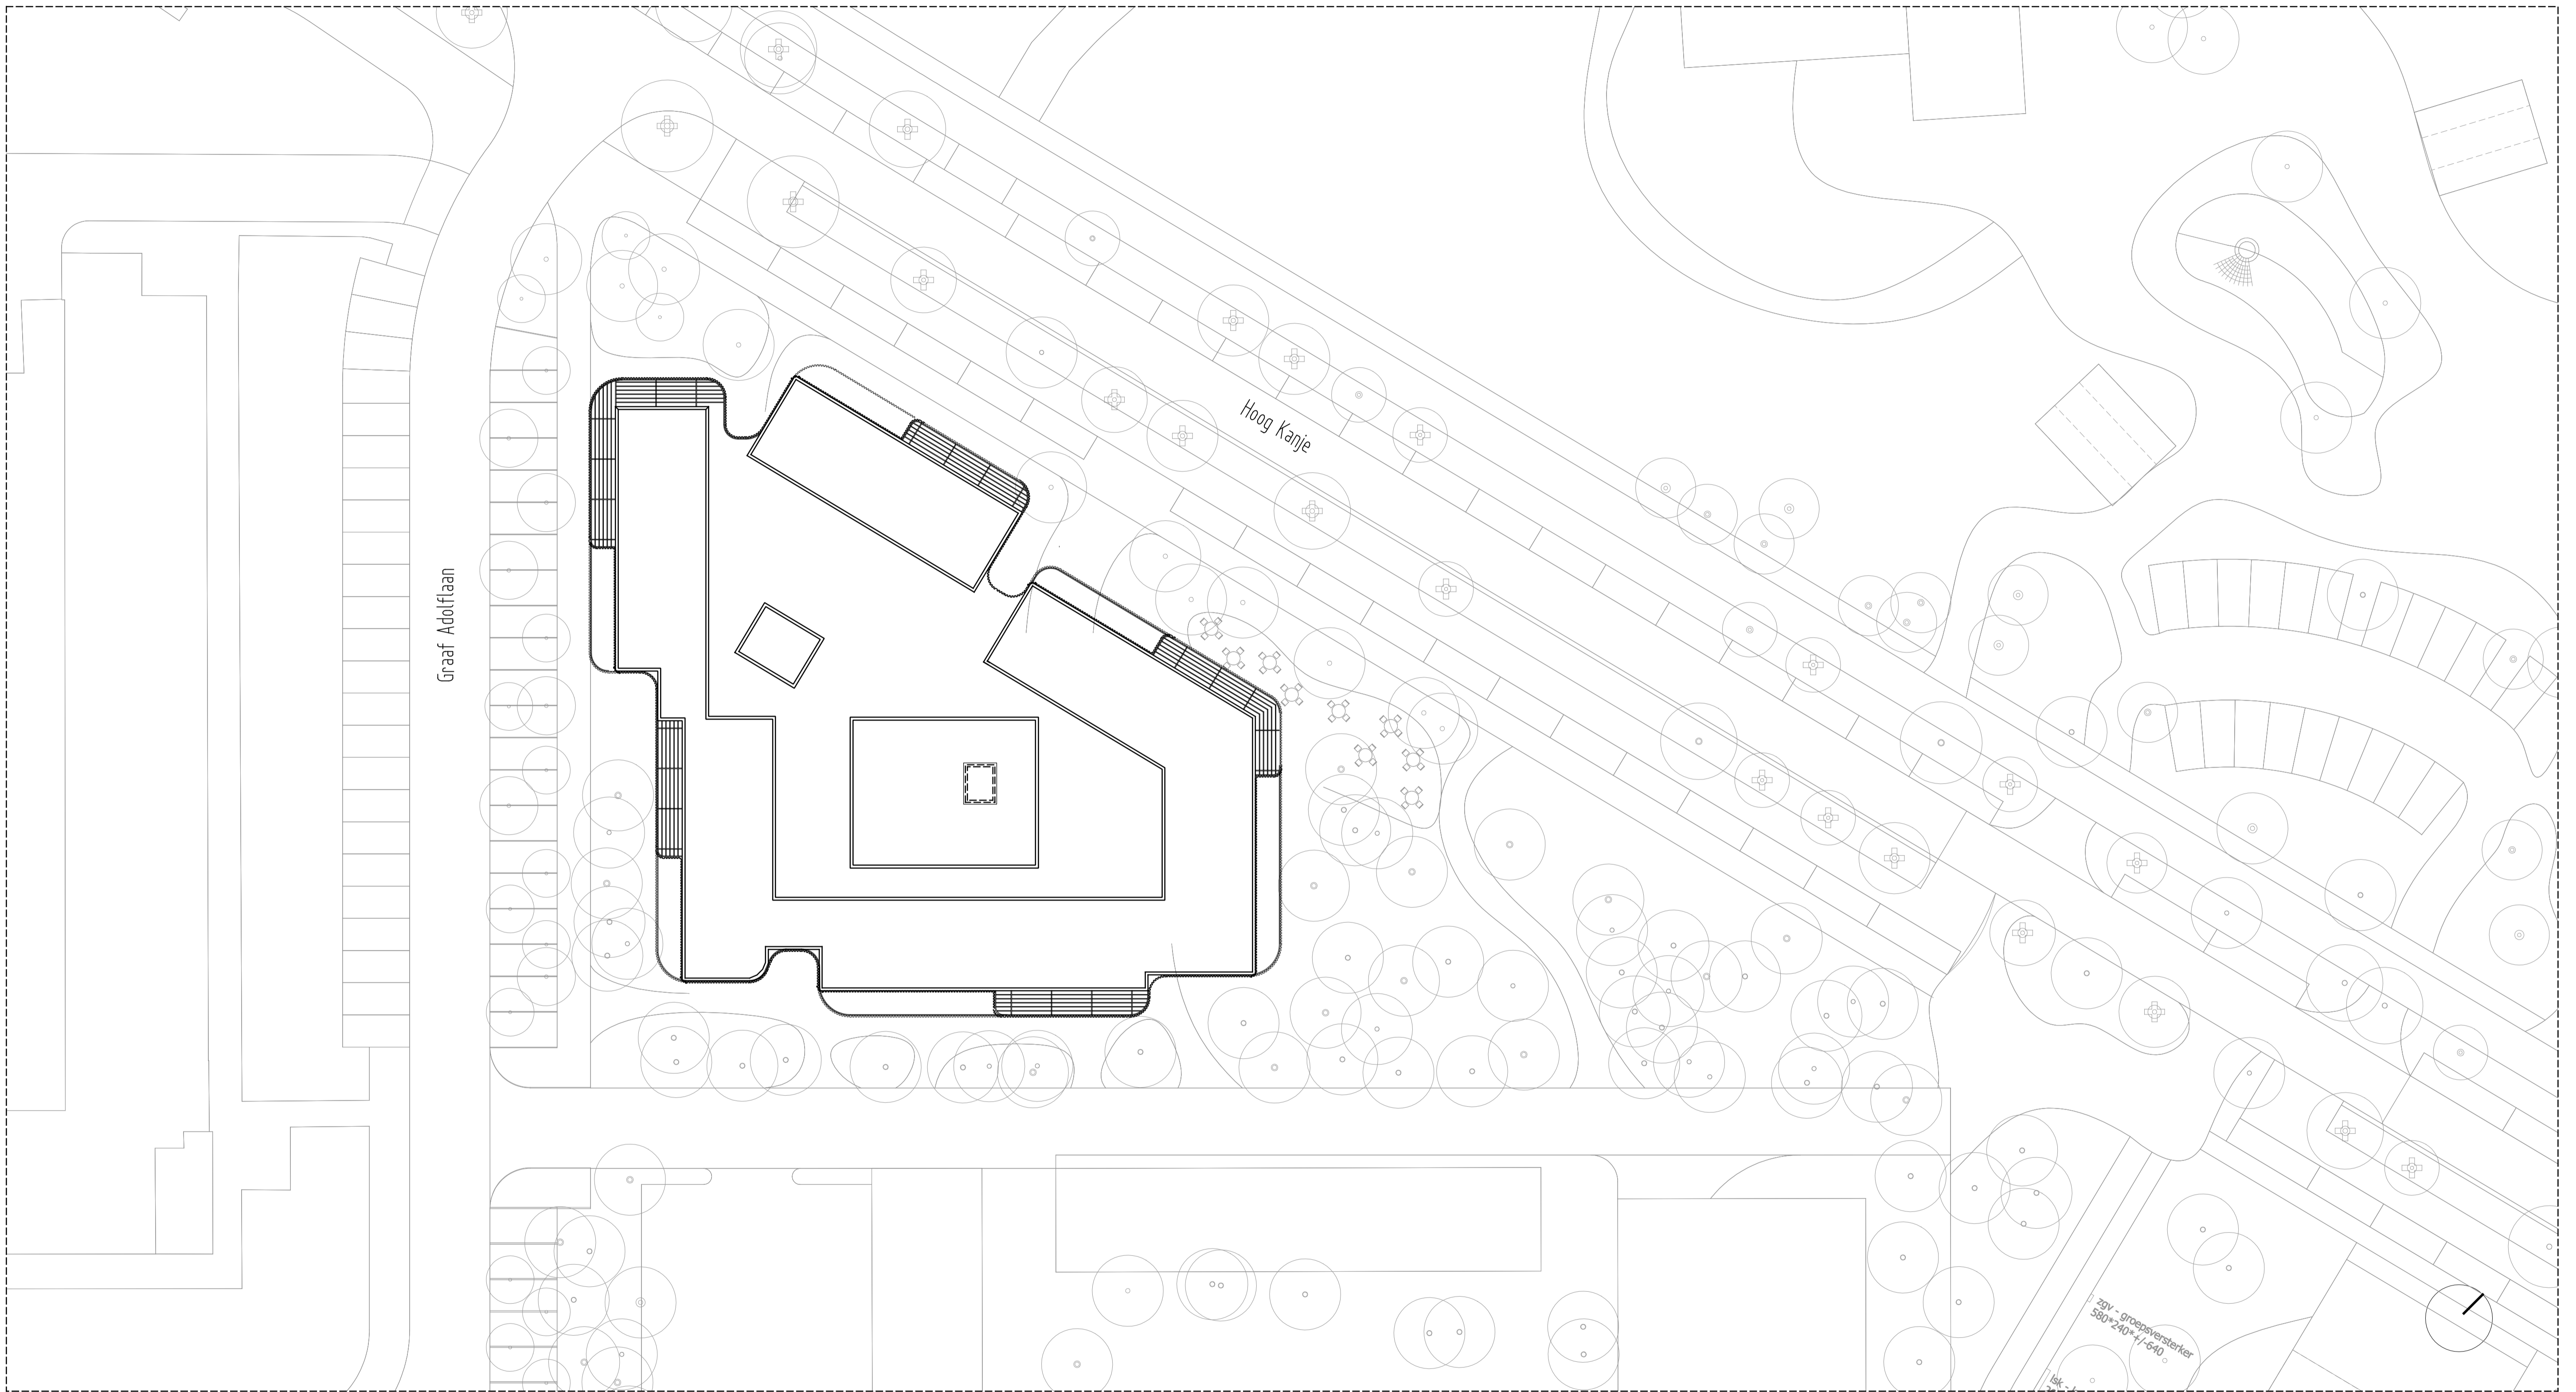 Hoog Kanje
Graaf Adolflaan
zgv - groepsversterker
580*240*+/-640